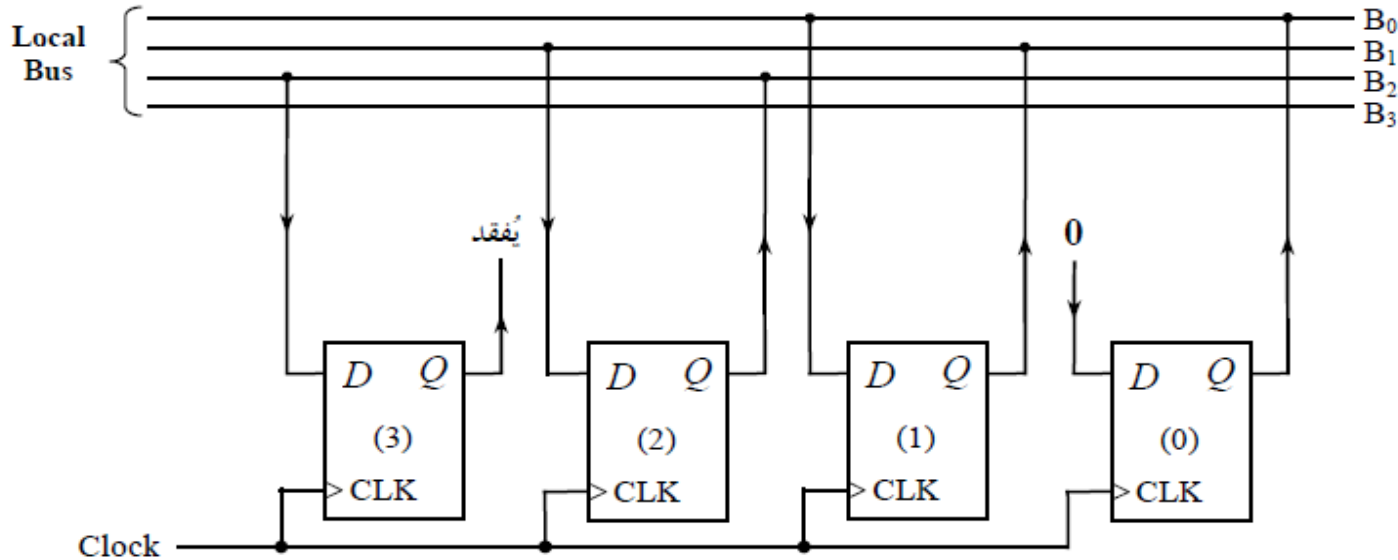 Local
Bus
B₀
B₁
B₂
B₃
يُفقد
0
D Q
(3)
CLK
D Q
(2)
CLK
D Q
(1)
CLK
D Q
(0)
CLK
Clock